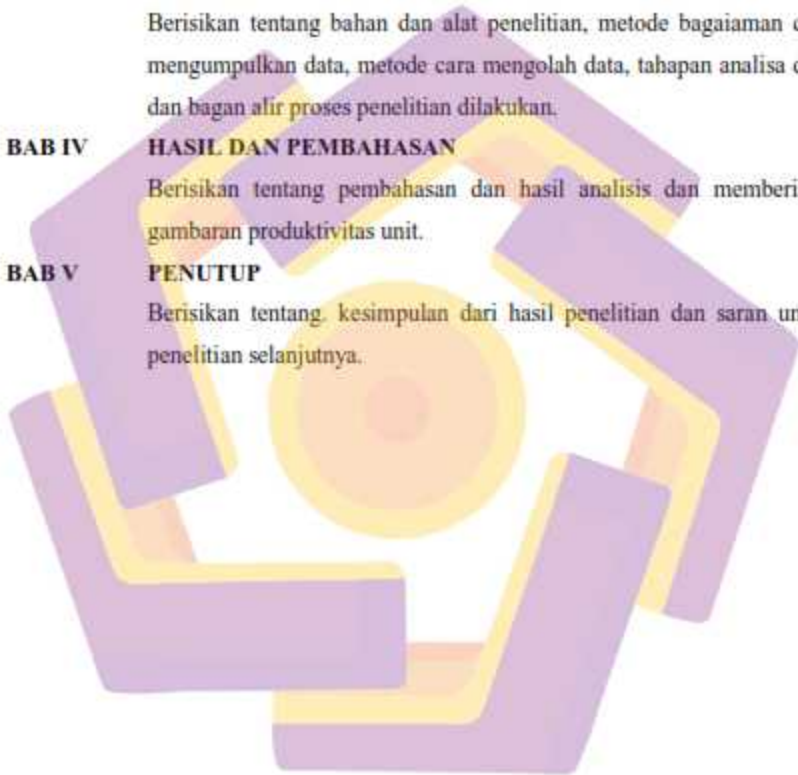 Berisikan tentang bahan dan alat penelitian, metode bagaiaman
mengumpulkan data, metode cara mengolah data, tahapan analisa
dan bagan alir proses penelitian dilakukan.
BAB IV HASIL DAN PEMBAHASAN
Berisikan tentang pembahasan dan hasil analisis dan memberi
gambaran produktivitas unit.
BAB V PENUTUP
Berisikan tentang. kesimpulan dari hasil penelitian dan saran un
penelitian selanjutnya.